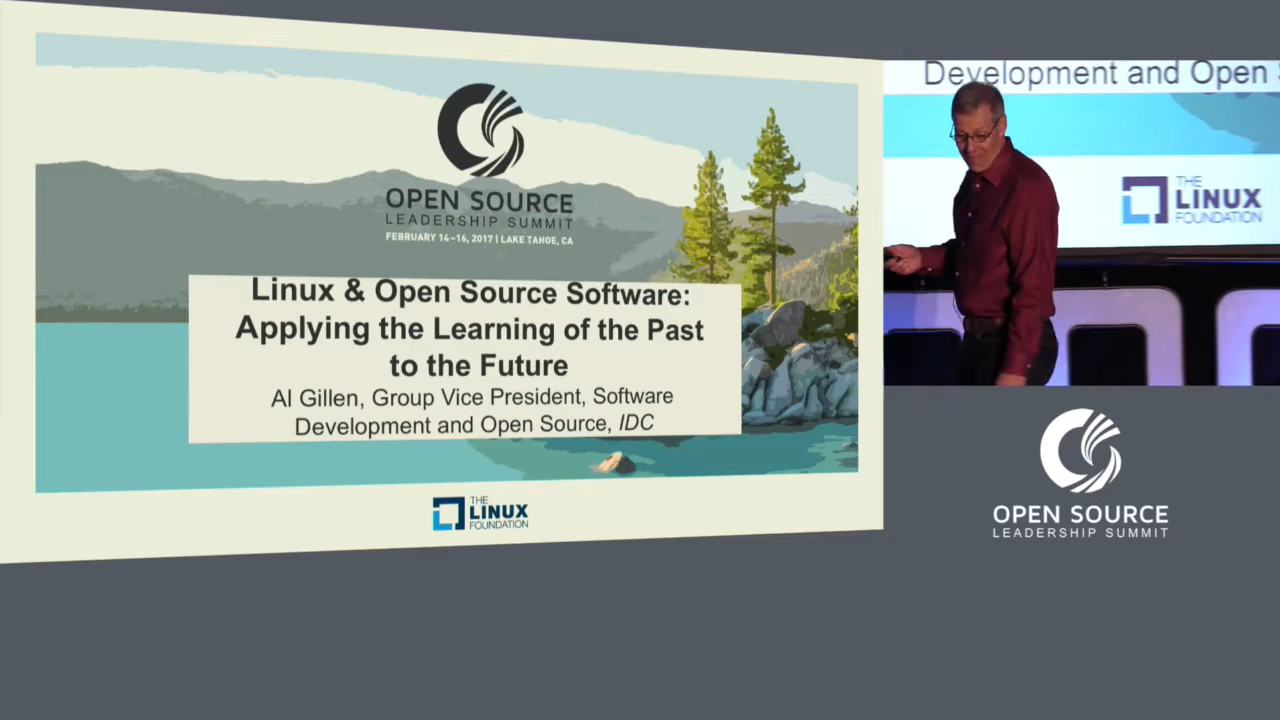 OPEN SOURCE
LEADERSHIP SUMMIT
FEBRUARY 14–16, 2017 | LAKE TAHOE, CA
Linux & Open Source Software:
Applying the Learning of the Past
to the Future
Al Gillen, Group Vice President, Software
Development and Open Source, IDC
THE
LINUX
FOUNDATION
Development and Open
THE
LINUX
FOUNDATION
OPEN SOURCE
LEADERSHIP SUMMIT